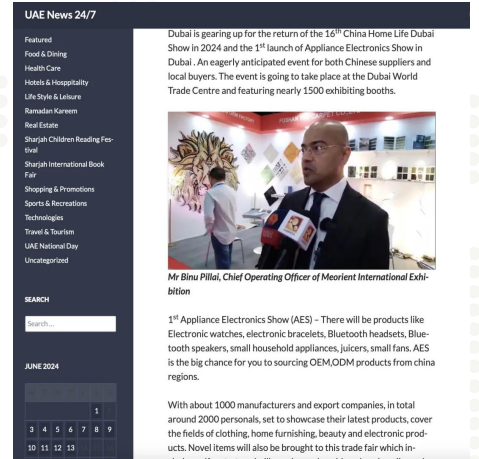 UAE News 24/7
Featured
Food & Dining
Health Care
Hotels & Hosppitality
Life Style & Leisure
Ramadan Kareem
Real Estate
Sharjah Children Reading Fes-
tival
Sharjah International Book
Fair
Shopping & Promotions
Sports & Recreations
Technologies
Travel & Tourism
UAE National Day
Uncategorized
SEARCH
Search …
JUNE 2024
1
3 4 5 6 7
10 11 12 13
Dubai is gearing up for the return of the 16th China Home Life Dubai
Show in 2024 and the 1st launch of Appliance Electronics Show in
Dubai . An eagerly anticipated event for both Chinese suppliers and
local buyers. The event is going to take place at the Dubai World
Trade Centre and featuring nearly 1500 exhibiting booths.
Mr Binu Pillai, Chief Operating Officer of Meorient International Exhi-
bition
1st Appliance Electronics Show (AES) – There will be products like
Electronic watches, electronic bracelets, Bluetooth headsets, Blue-
tooth speakers, small household appliances, juicers, small fans. AES
is the big chance for you to sourcing OEM,ODM products from china
regions.
With about 1000 manufacturers and export companies, in total
around 2000 personals, set to showcase their latest products, cover
the fields of clothing, home furnishing, beauty and electronic prod-
ucts. Novel items will also be brought to this trade fair which in-